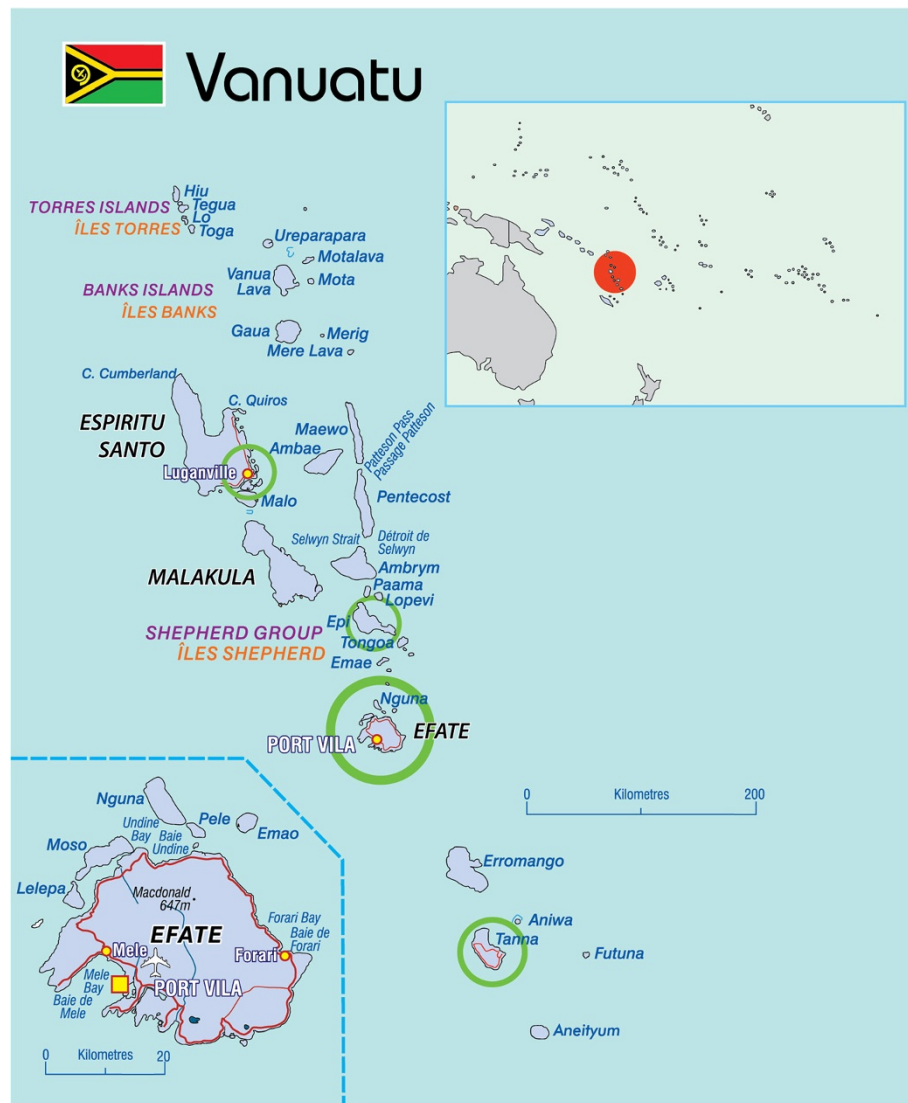 Vanuatu
Hiu
Tegua
Lo
Toga
TORRES ISLANDS
ÎLES TORRES
Ureparapara
Motalava
Vanua
Lava
Mota
BANKS ISLANDS
ÎLES BANKS
Gaua
Merig
Mere Lava
C. Cumberland
C. Quiros
ESPIRITU
SANTO
Maewo
Ambae
Patteson Pass
Passage Patteson
Luganville
Malo
Pentecost
Selwyn Strait
Détroit de
Selwyn
MALAKULA
Ambrym
Paama
Lopevi
Epi
SHEPHERD GROUP
ÎLES SHEPHERD
Tongoa
Emae
Nguna
EFATE
PORT VILA
0 Kilometres 200
Erromango
Aniwa
Tanna
Futuna
Aneityum
Nguna
Undine
Bay Baie
Undine
Pele
Emao
Moso
Lelepa
Macdonald
647m
EFATE
Forari Bay
Baie de
Forari
Mele
Forari
Mele
Bay
Baie de
Mele
PORT VILA
0 Kilometres 20